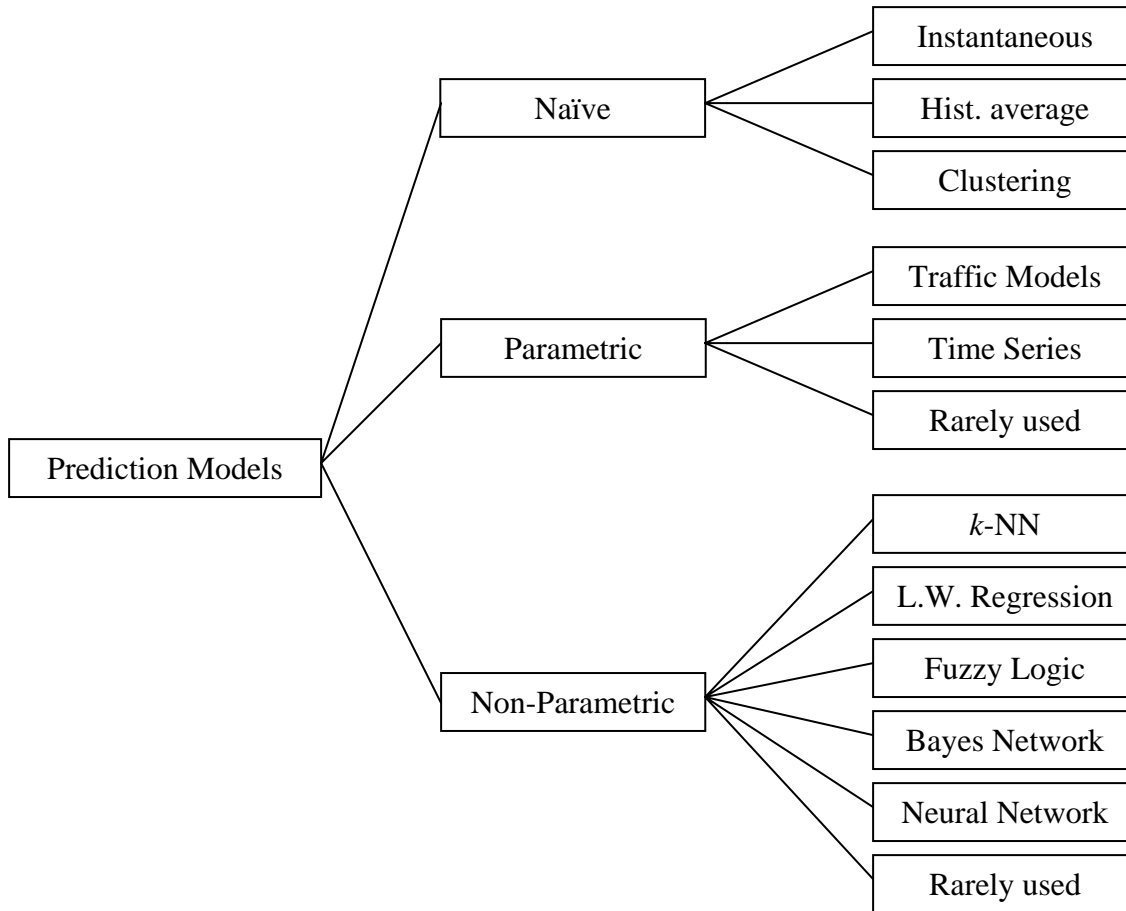 Prediction Models
Naïve
Instantaneous
Hist. average
Clustering
Parametric
Traffic Models
Time Series
Rarely used
Non-Parametric
k-NN
L.W. Regression
Fuzzy Logic
Bayes Network
Neural Network
Rarely used